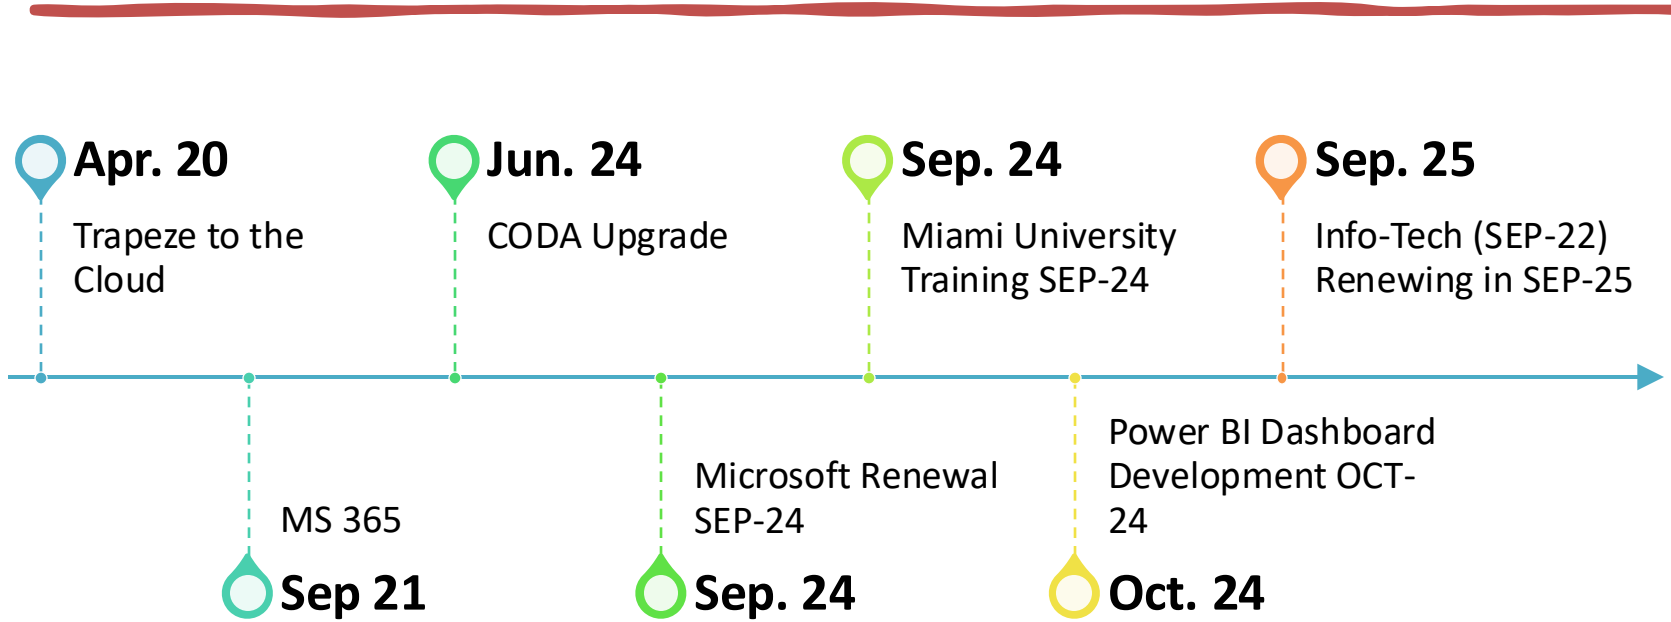 Apr. 20
Trapeze to the
Cloud
Jun. 24
CODA Upgrade
Sep. 24
Miami University
Training SEP-24
Sep. 25
Info-Tech (SEP-22)
Renewing in SEP-25
MS 365
Sep 21
Microsoft Renewal
SEP-24
Sep. 24
Power BI Dashboard
Development OCT-
24
Oct. 24